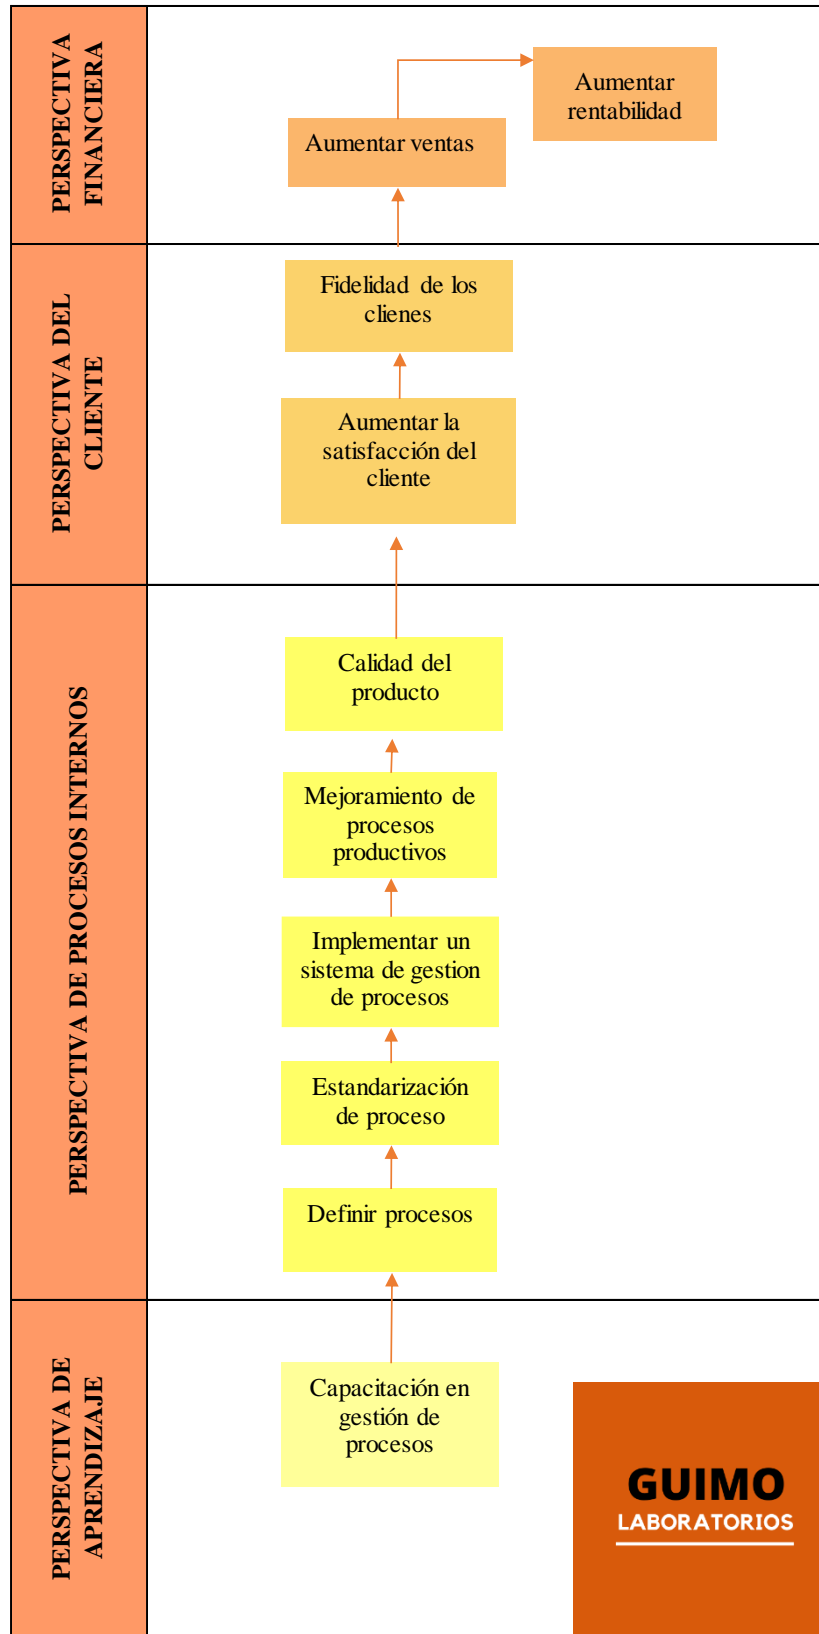 PERSPECTIVA
FINANCIERA
Aumentar
rentabilidad
Aumentar ventas
PERSPECTIVA DEL
CLIENTE
Fidelidad de los
clienes
Aumentar la
satisfacción del
cliente
PERSPECTIVA DE PROCESOS INTERNOS
Calidad del
producto
Mejoramiento de
procesos
productivos
Implementar un
sistema de gestion
de procesos
Estandarización
de proceso
Definir procesos
PERSPECTIVA DE
APRENDIZAJE
Capacitación en
gestión de
procesos
GUIMO
LABORATORIOS